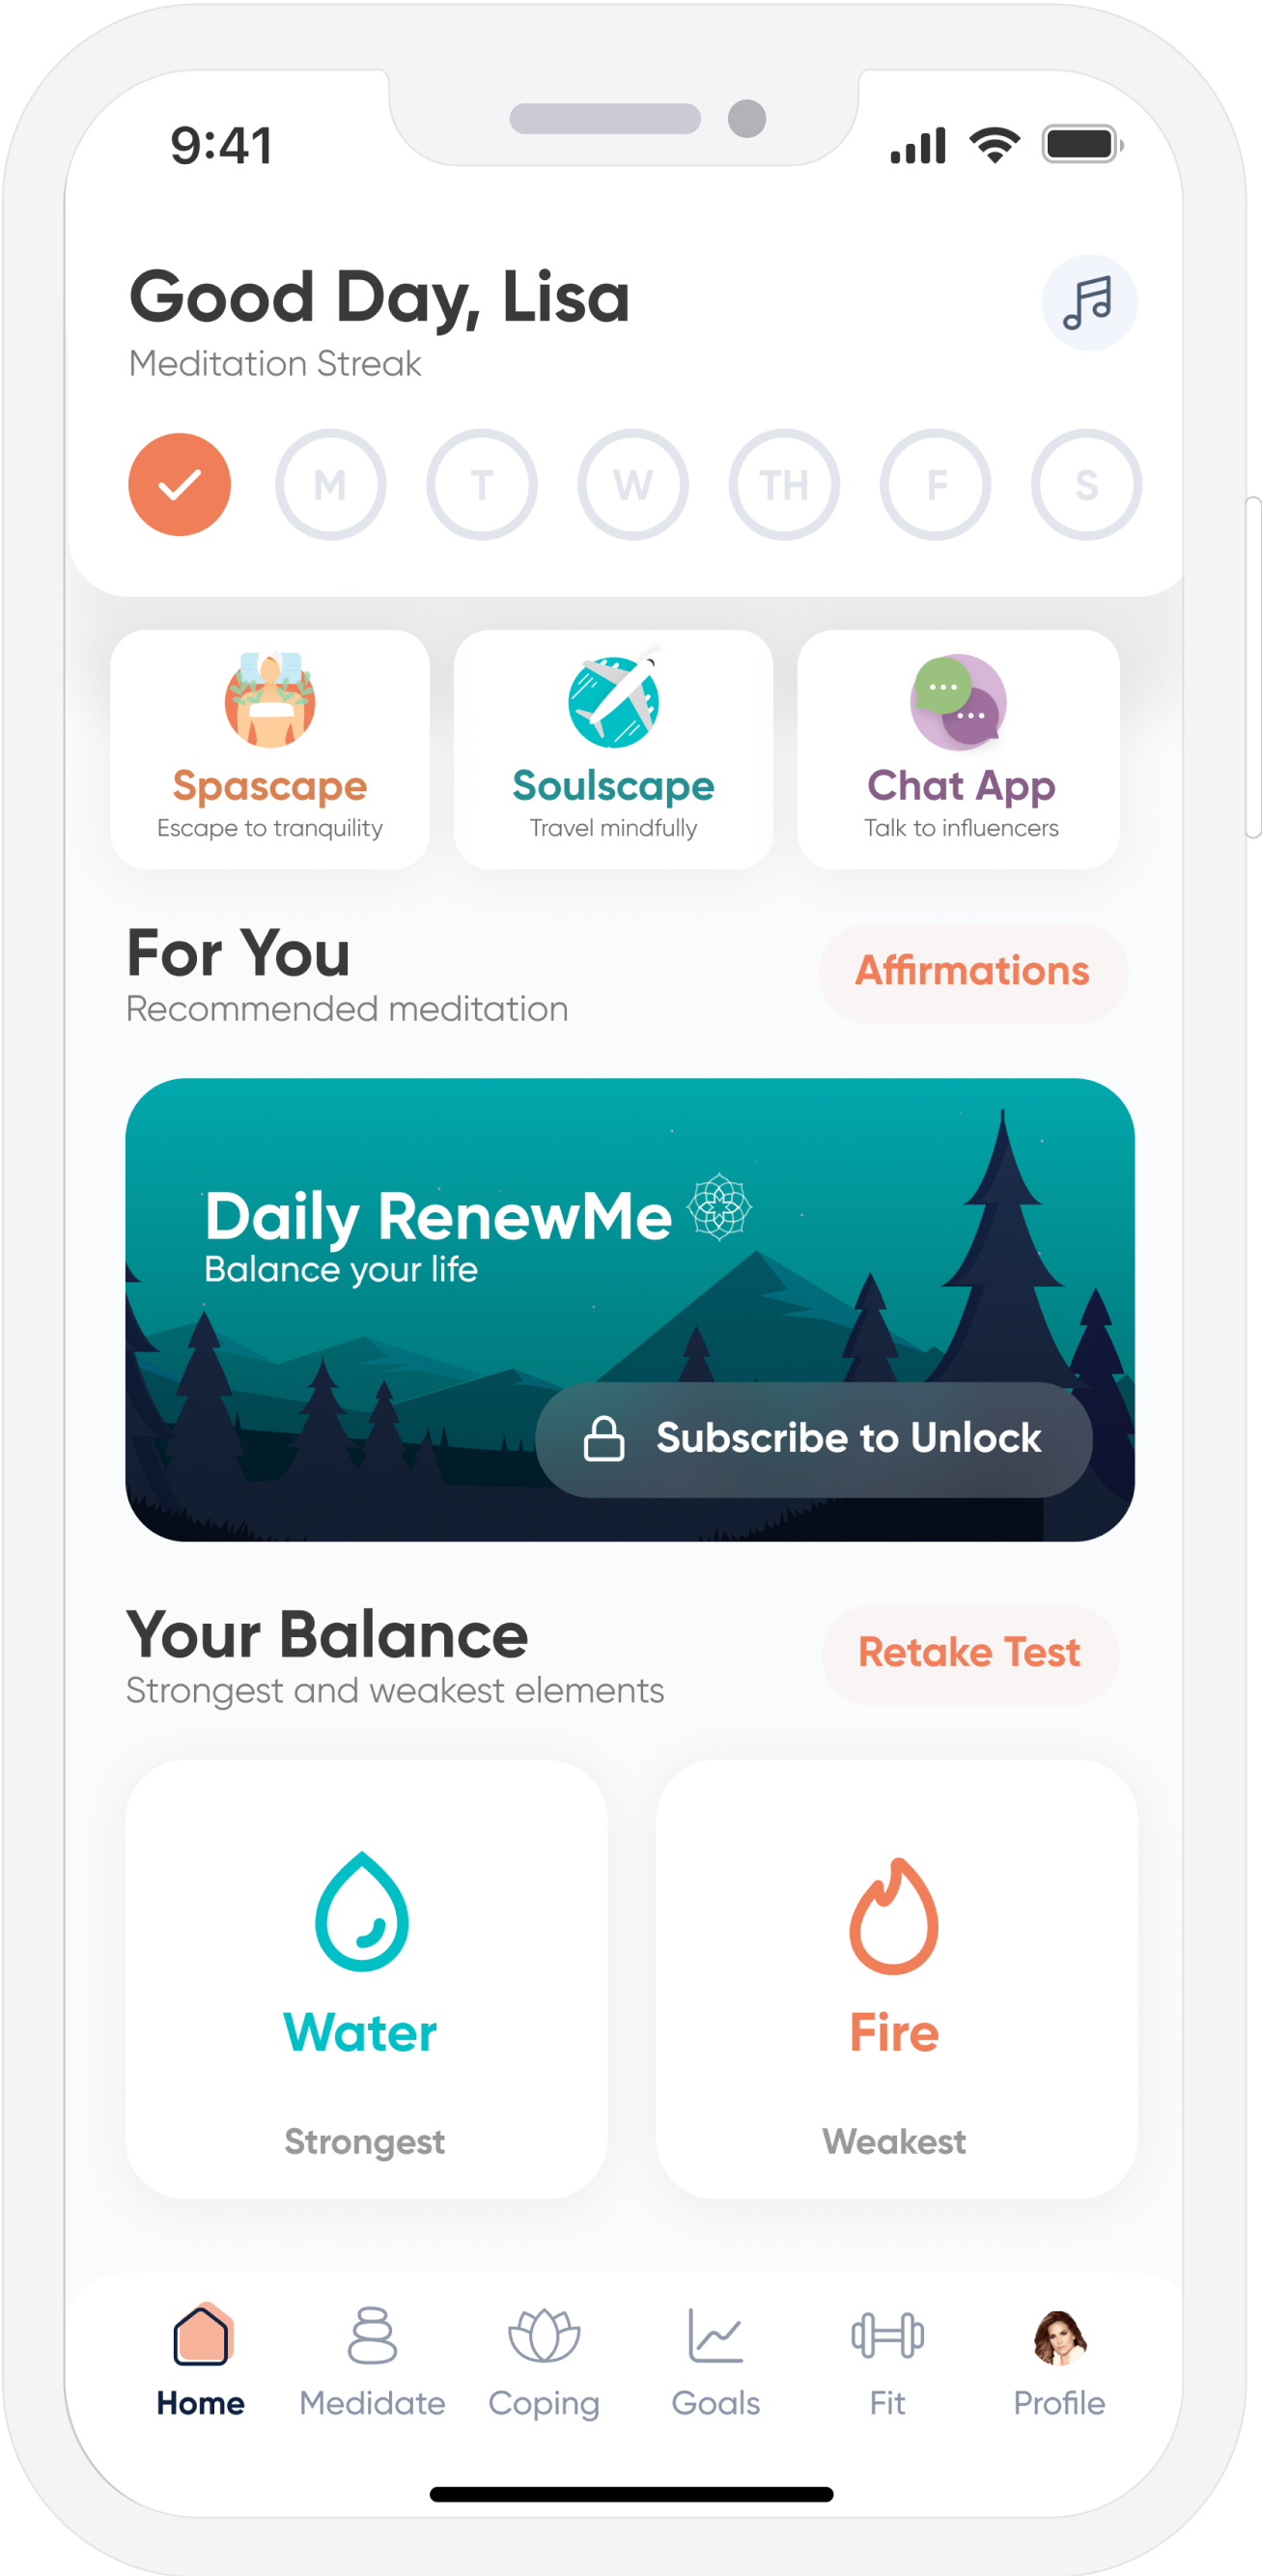 9:41
Good Day, Lisa
Meditation Streak
M T W TH F S
Spascape Soulscape Chat App
Escape to tranquility Travel mindfully Talk to influencers
For You
Affirmations
Recommended meditation
Daily RenewMe
Balance your life
Subscribe to Unlock
Your Balance
Retake Test
Strongest and weakest elements
Water Fire
Strongest Weakest
Home Medidate Coping Goals Fit Profile